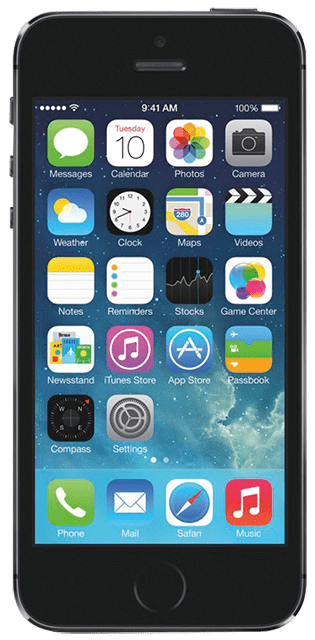 9:41 AM 100%
Tuesday
10
Messages Calendar Photos Camera
280
Weather Clock Maps Videos
Notes Reminders Stocks Game Center
Newsstand iTunes Store App Store Passbook
Compass Settings
Phone Mail Safari Music